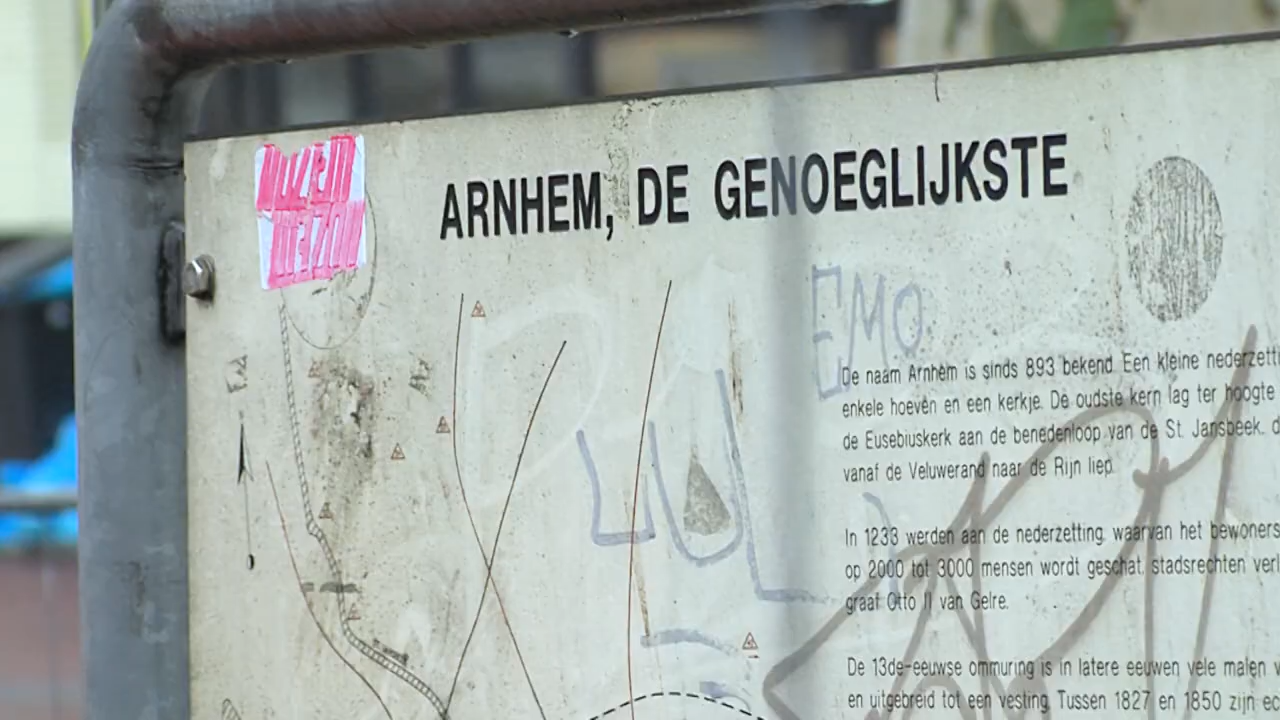 ARNHEM, DE GENOEGLIJKSTE
EMO
De naam Arnhem is sinds 893 bekend. Een kleine
enkele hoeven en een kerkje. De oudste kern lag ter hoogte
de Eusebiuskerk aan de benedenloop van de St. Jansbeek,
vanaf de Veluwerand naar de Rijn liep.
In 1233 werden aan de nederzetting, waarvan het bewoners
op 2000 tot 3000 mensen wordt geschat, stadsrechten
graaf Otto II van Gelre.
De 13de-eeuwse ommuring is in latere eeuwen vele malen
en uitgebreid tot een vesting. Tussen 1827 en 1850 zijn
LUL